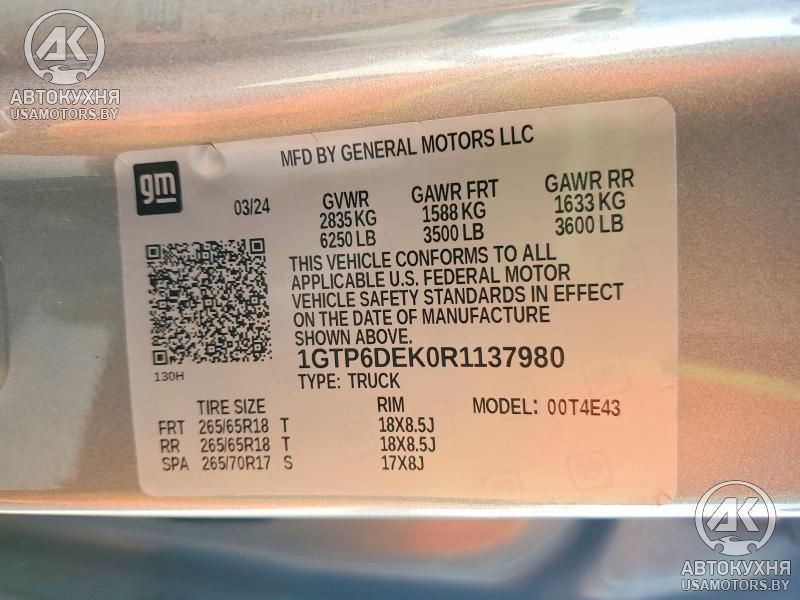 AK
АВТОКУХНЯ
USAMOTORS.BY
gm
MFD BY GENERAL MOTORS LLC
03/24
GVWR
2835 KG
6250 LB
GAWR FRT
1588 KG
3500 LB
GAWR RR
1633 KG
3600 LB
THIS VEHICLE CONFORMS TO ALL
APPLICABLE U.S. FEDERAL MOTOR
VEHICLE SAFETY STANDARDS IN EFFECT
ON THE DATE OF MANUFACTURE
SHOWN ABOVE.
1GTP6DEK0R1137980
TYPE: TRUCK
130H
TIRE SIZE RIM MODEL: 00T4E43
FRT 265/65R18 T 18X8.5J
RR 265/65R18 T 18X8.5J
SPA 265/70R17 S 17X8J
AK
АВТОКУХНЯ
USAMOTORS.BY